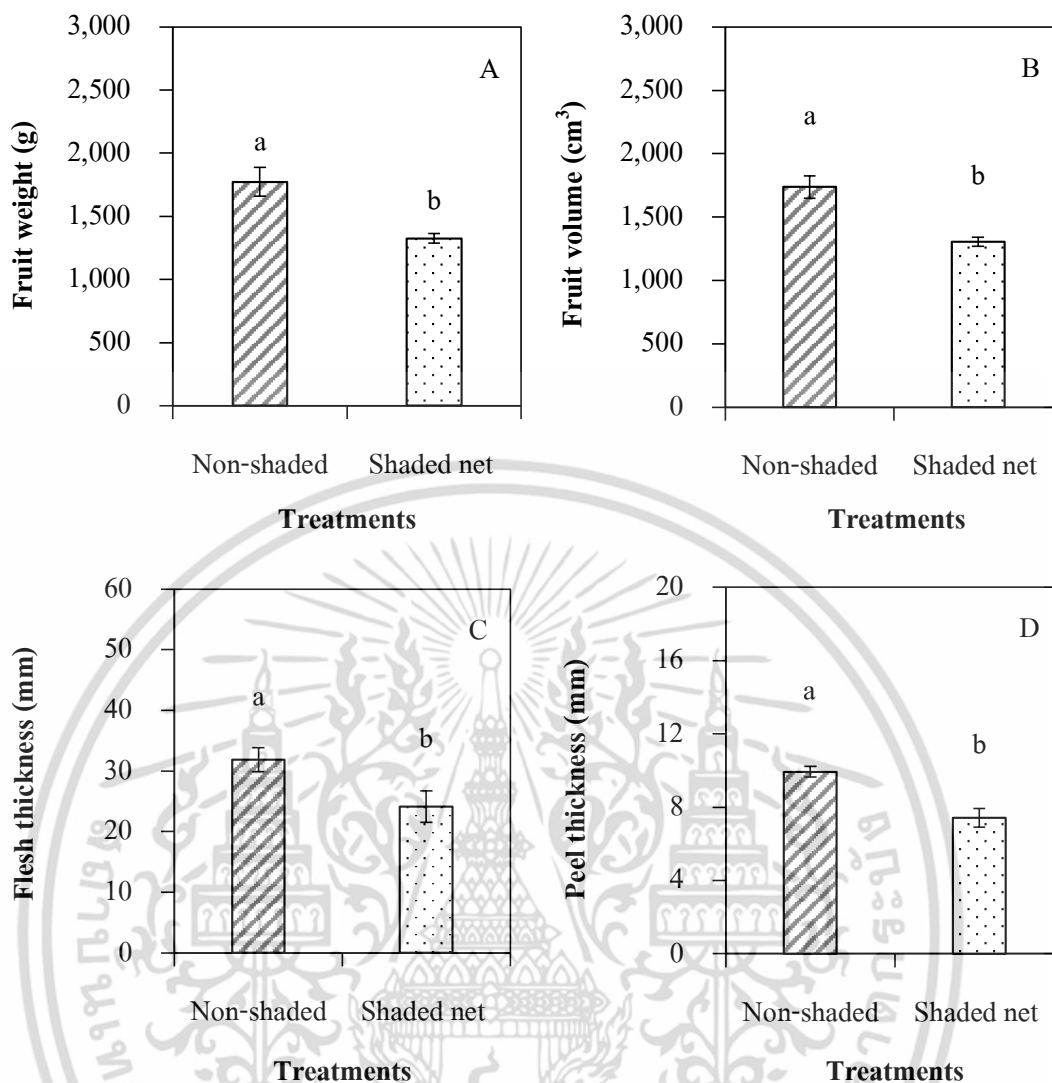 3,000
2,500
2,000
1,500
1,000
500
0
Fruit weight (g)
A
a
b
Non-shaded Shaded net
Treatments
3,000
2,500
2,000
1,500
1,000
500
0
Fruit volume (cm³)
B
a
b
Non-shaded Shaded net
Treatments
60
50
40
30
20
10
0
Flesh thickness (mm)
C
a
b
Non-shaded Shaded net
Treatments
20
16
12
8
4
0
Peel thickness (mm)
D
a
b
Non-shaded Shaded net
Treatments